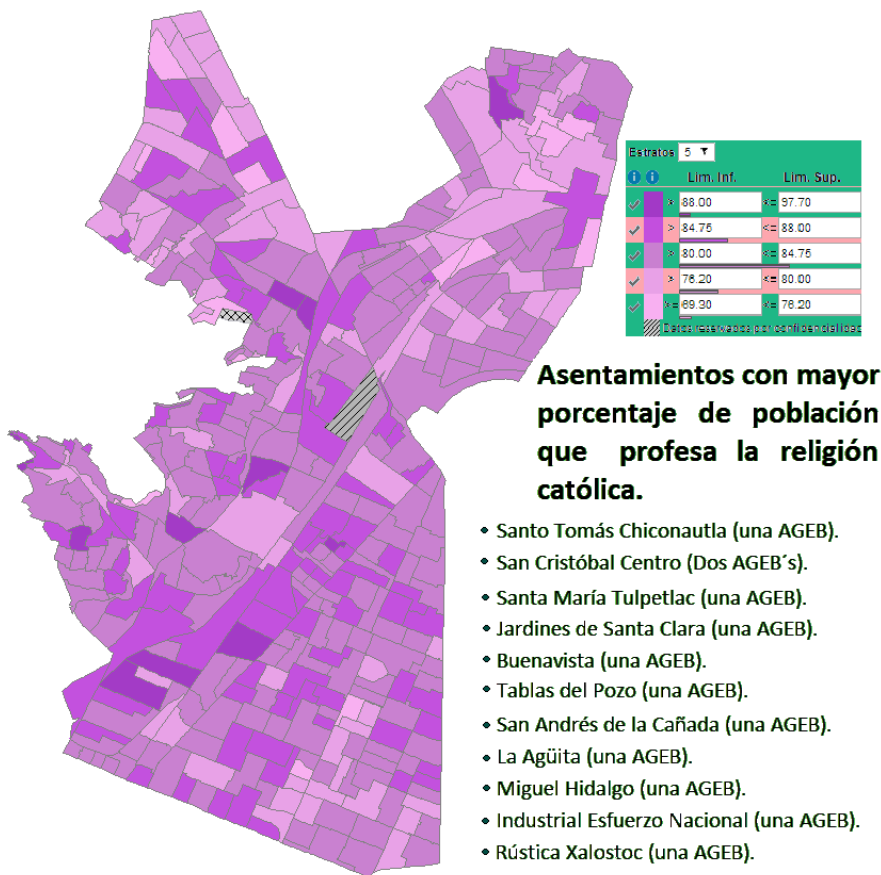 Estratos 5
Lim. Inf. Lim. Sup.
> 88.00 <= 97.70
> 84.75 <= 88.00
> 80.00 <= 84.75
> 76.20 <= 80.00
>= 69.30 <= 76.20
Datos reservados por confidencialidad
Asentamientos con mayor
porcentaje de población
que profesa la religión
católica.
• Santo Tomás Chiconautla (una AGEB).
• San Cristóbal Centro (Dos AGEB´s).
• Santa María Tulpetlac (una AGEB).
• Jardines de Santa Clara (una AGEB).
• Buenavista (una AGEB).
• Tablas del Pozo (una AGEB).
• San Andrés de la Cañada (una AGEB).
• La Agüita (una AGEB).
• Miguel Hidalgo (una AGEB).
• Industrial Esfuerzo Nacional (una AGEB).
• Rústica Xalostoc (una AGEB).